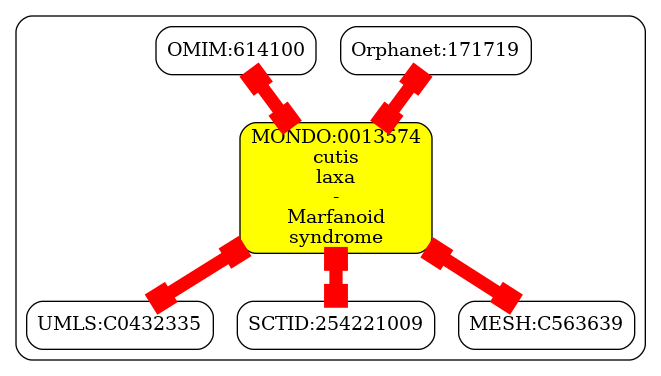 OMIM:614100
Orphanet:171719
MONDO:0013574
cutis
laxa
-
Marfanoid
syndrome
UMLS:C0432335
SCTID:254221009
MESH:C563639